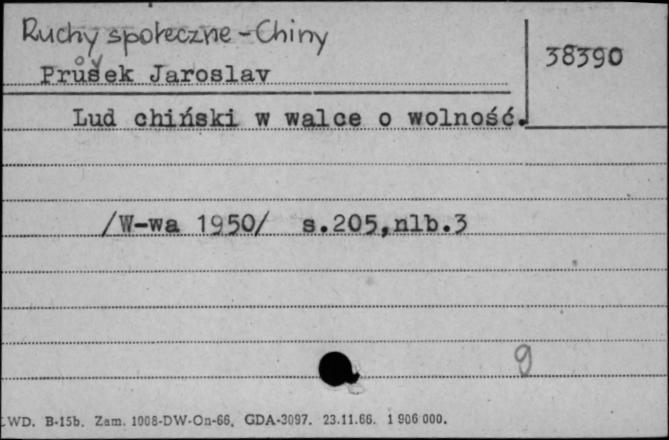 Ruchy społeczne - Chiny
38390
Průšek Jaroslav
Lud chiński w walce o wolność.
/W-wa 1950/ s.205,nlb.3
9
LWD. B-15b. Zam. 1008-DW-On-66. GDA-3097. 23.11.66. 1 906 000.